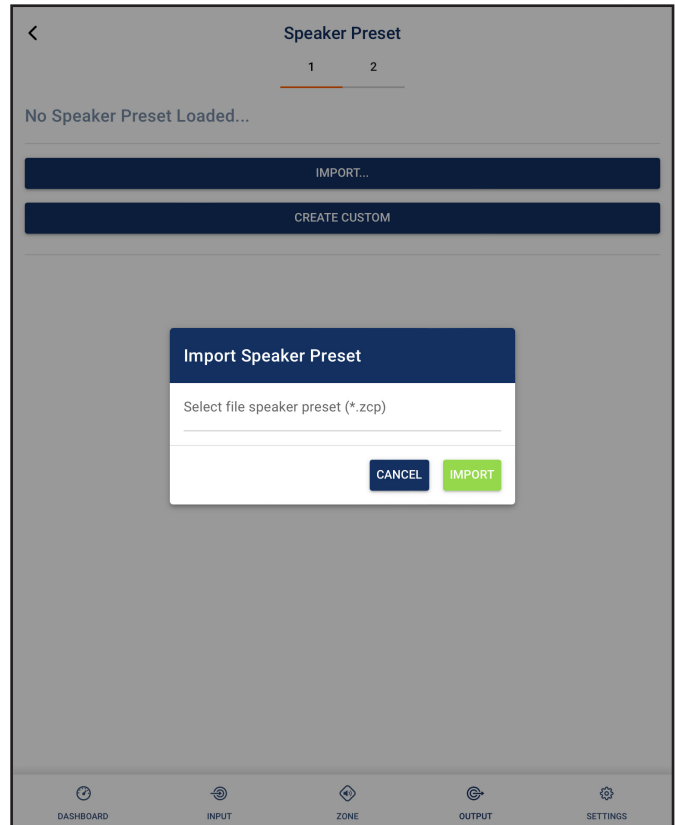 Speaker Preset
1 2
No Speaker Preset Loaded...
IMPORT...
CREATE CUSTOM
Import Speaker Preset
Select file speaker preset (*.zcp)
CANCEL IMPORT
DASHBOARD INPUT ZONE OUTPUT SETTINGS